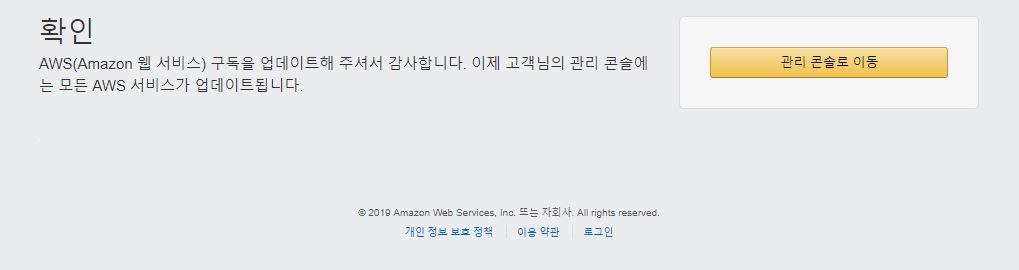 확인
AWS(Amazon 웹 서비스) 구독을 업데이트해 주셔서 감사합니다. 이제 고객님의 관리 콘솔에
는 모든 AWS 서비스가 업데이트됩니다.
관리 콘솔로 이동
© 2019 Amazon Web Services, Inc. 또는 자회사. All rights reserved.
개인 정보 보호 정책 이용 약관 로그인